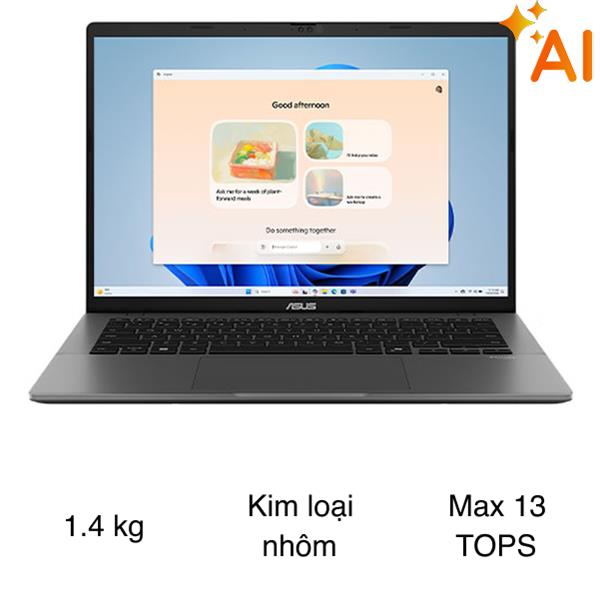 AI
Good afternoon
Ask me for a week of plant-
forward meals
Do something together
ASUS
1.4 kg
Kim loại
nhôm
Max 13
TOPS